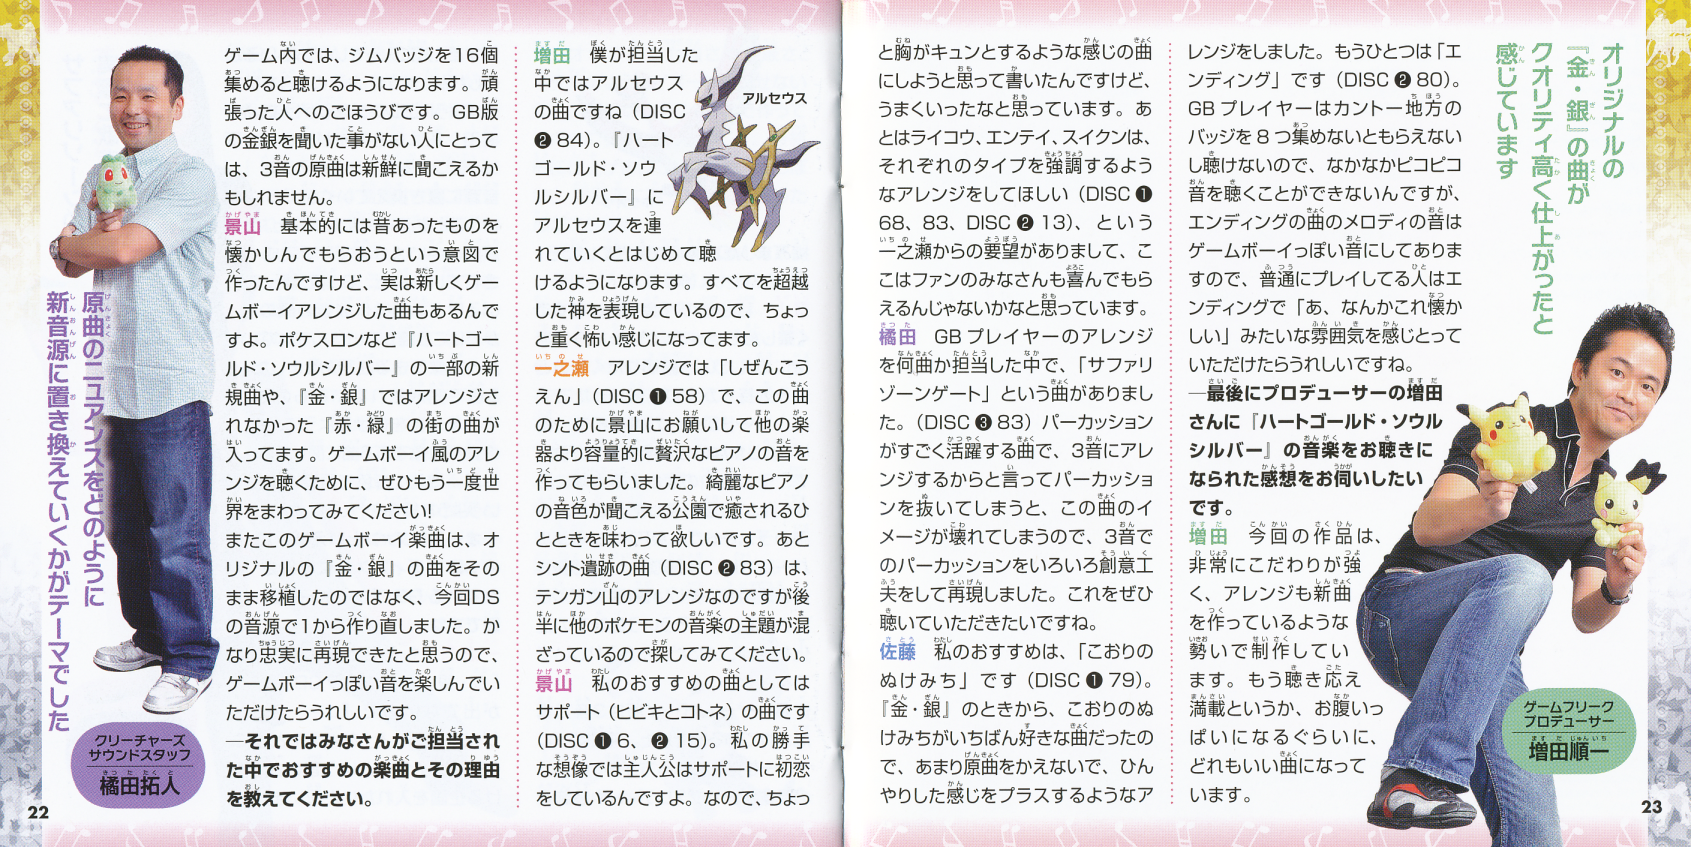 ゲーム内では、ジムバッジを16個
集めると聴けるようになります。頑
張った人へのごほうびです。GB版
の金銀を聞いた事がない人にとって
は、3音の原曲は新鮮に聞こえるか
もしれません。
景山　基本的には昔あったものを
懐かしんでもらおうという意図で
作ったんですけど、実は新しくゲー
ムボーイアレンジした曲もあるんで
すよ。ポケスロンなど『ハートゴー
ルド・ソウルシルバー』の一部の新
規曲や、『金・銀』ではアレンジさ
れなかった『赤・緑』の街の曲が
入ってます。ゲームボーイ風のアレ
ンジを聴くために、ぜひもう一度世
界をまわってみてください!
またこのゲームボーイ楽曲は、オ
リジナルの『金・銀』の曲をその
まま移植したのではなく、今回DS
の音源で1から作り直しました。か
なり忠実に再現できたと思うので、
ゲームボーイっぽい音を楽しんでい
ただけたらうれしいです。
―それではみなさんがご担当され
た中でおすすめの楽曲とその理由
を教えてください。
原曲のニュアンスをどのように
新音源に置き換えていくかがテーマでした
クリーチャーズ
サウンドスタッフ
橘田拓人
22
増田　僕が担当した
中ではアルセウス
の曲ですね（DISC
❷ 84）。『ハート
ゴールド・ソウ
ルシルバー』に
アルセウスを連
れていくとはじめて聴
けるようになります。すべてを超越
した神を表現しているので、ちょっ
と重く怖い感じになってます。
一之瀬　アレンジでは「しぜんこう
えん」（DISC ❶ 58）で、この曲
のために景山にお願いして他の楽
器より容量的に贅沢なピアノの音を
作ってもらいました。綺麗なピアノ
の音色が聞こえる公園で癒されるひ
とときを味わって欲しいです。あと
シント遺跡の曲（DISC ❷ 83）は、
テンガン山のアレンジなのですが後
半に他のポケモンの音楽の主題が混
ざっているので探してみてください。
景山　私のおすすめの曲としては
サポート（ヒビキとコトネ）の曲です
（DISC ❶ 6、❷ 15）。私の勝手
な想像では主人公はサポートに初恋
をしているんですよ。なので、ちょっ
アルセウス
と胸がキュンとするような感じの曲
にしようと思って書いたんですけど、
うまくいったなと思っています。あ
とはライコウ、エンテイ、スイクンは、
それぞれのタイプを強調するよう
なアレンジをしてほしい（DISC ❶
68、83、DISC ❷ 13）、という
一之瀬からの要望がありまして、こ
こはファンのみなさんも喜んでもら
えるんじゃないかなと思っています。
橘田　GBプレイヤーのアレンジ
を何曲か担当した中で、「サファリ
ゾーンゲート」という曲がありまし
た。（DISC ❸ 83）パーカッション
がすごく活躍する曲で、3音にアレ
ンジするからと言ってパーカッショ
ンを抜いてしまうと、この曲のイ
メージが壊れてしまうので、3音で
のパーカッションをいろいろ創意工
夫をして再現しました。これをぜひ
聴いていただきたいですね。
佐藤　私のおすすめは、「こおりの
ぬけみち」です（DISC ❶ 79）。
『金・銀』のときから、こおりのぬ
けみちがいちばん好きな曲だったの
で、あまり原曲をかえないで、ひん
やりした感じをプラスするようなア
レンジをしました。もうひとつは「エ
ンディング」です（DISC ❷ 80）。
GBプレイヤーはカントー地方の
バッジを8つ集めないともらえない
し聴けないので、なかなかピコピコ
音を聴くことができないんですが、
エンディングの曲のメロディの音は
ゲームボーイっぽい音にしてありま
すので、普通にプレイしてる人はエ
ンディングで「あ、なんかこれ懐か
しい」みたいな雰囲気を感じとって
いただけたらうれしいですね。
―最後にプロデューサーの増田
さんに『ハートゴールド・ソウル
シルバー』の音楽をお聴きに
なられた感想をお伺いしたい
です。
増田　今回の作品は、
非常にこだわりが強
く、アレンジも新曲
を作っているような
勢いで制作してい
ます。もう聴き応え
満載というか、お腹いっ
ぱいになるぐらいに、
どれもいい曲になって
います。
オリジナルの
『金・銀』の曲が
クオリティ高く仕上がったと
感じています
ゲームフリーク
プロデューサー
増田順一
23